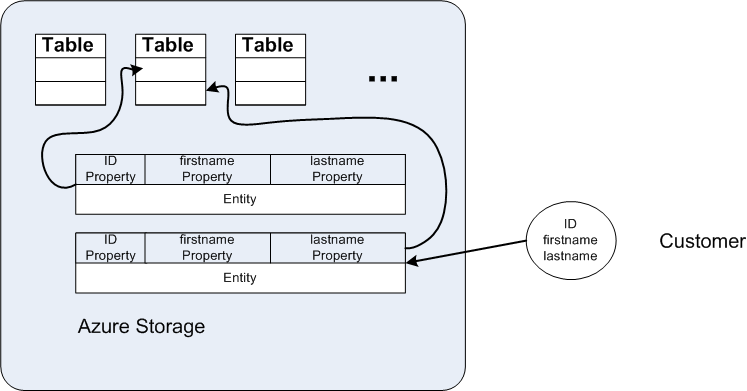 Table Table Table
...
ID firstname lastname
Property Property Property
Entity
ID firstname lastname
Property Property Property
Entity
ID
firstname
lastname
Customer
Azure Storage